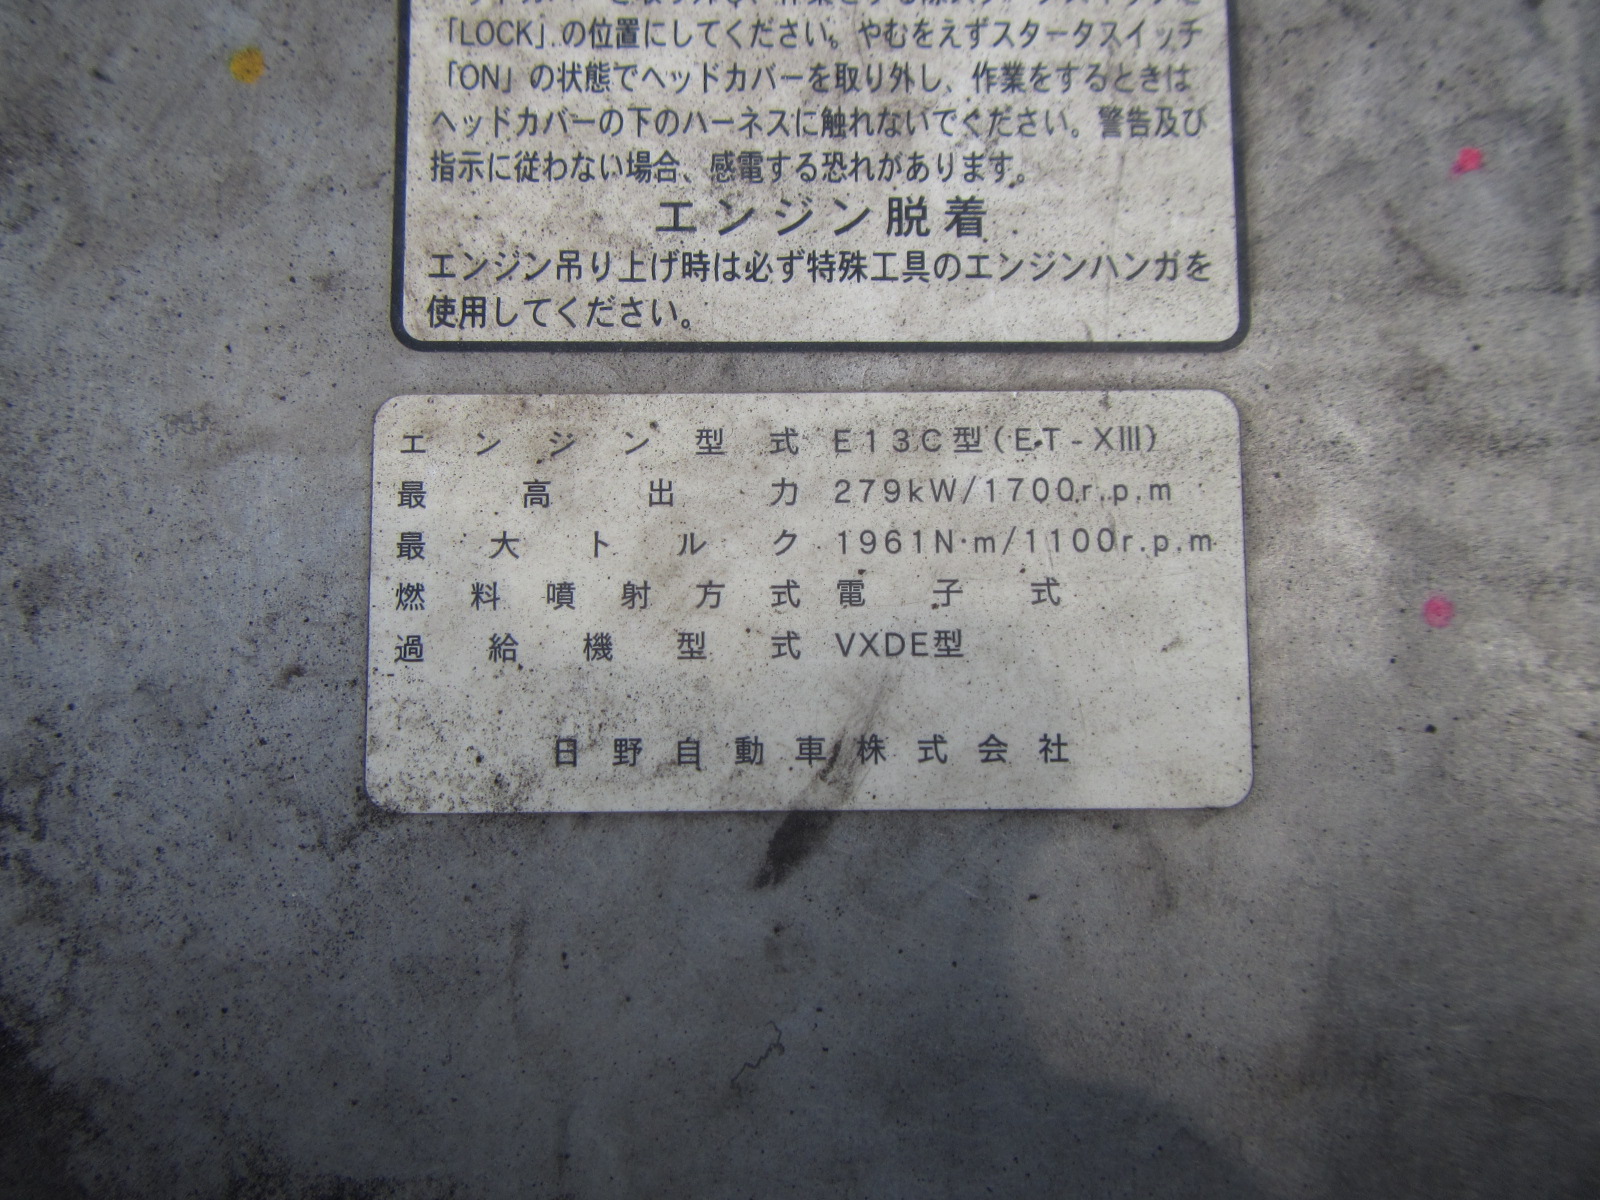 「LOCK」の位置にしてください。やむをえずスタータスイッチ
「ON」の状態でヘッドカバーを取り外し、作業をするときは
ヘッドカバーの下のハーネスに触れないでください。警告及び
指示に従わない場合、感電する恐れがあります。
エンジン脱着
エンジン吊り上げ時は必ず特殊工具のエンジンハンガを
使用してください。
エンジン型式 E13C型(ET-XIII)
最高出力 279kW/1700r.p.m
最大トルク 1961N·m/1100r.p.m
燃料噴射方式 電子式
過給機型式 VXDE型
日野自動車株式会社